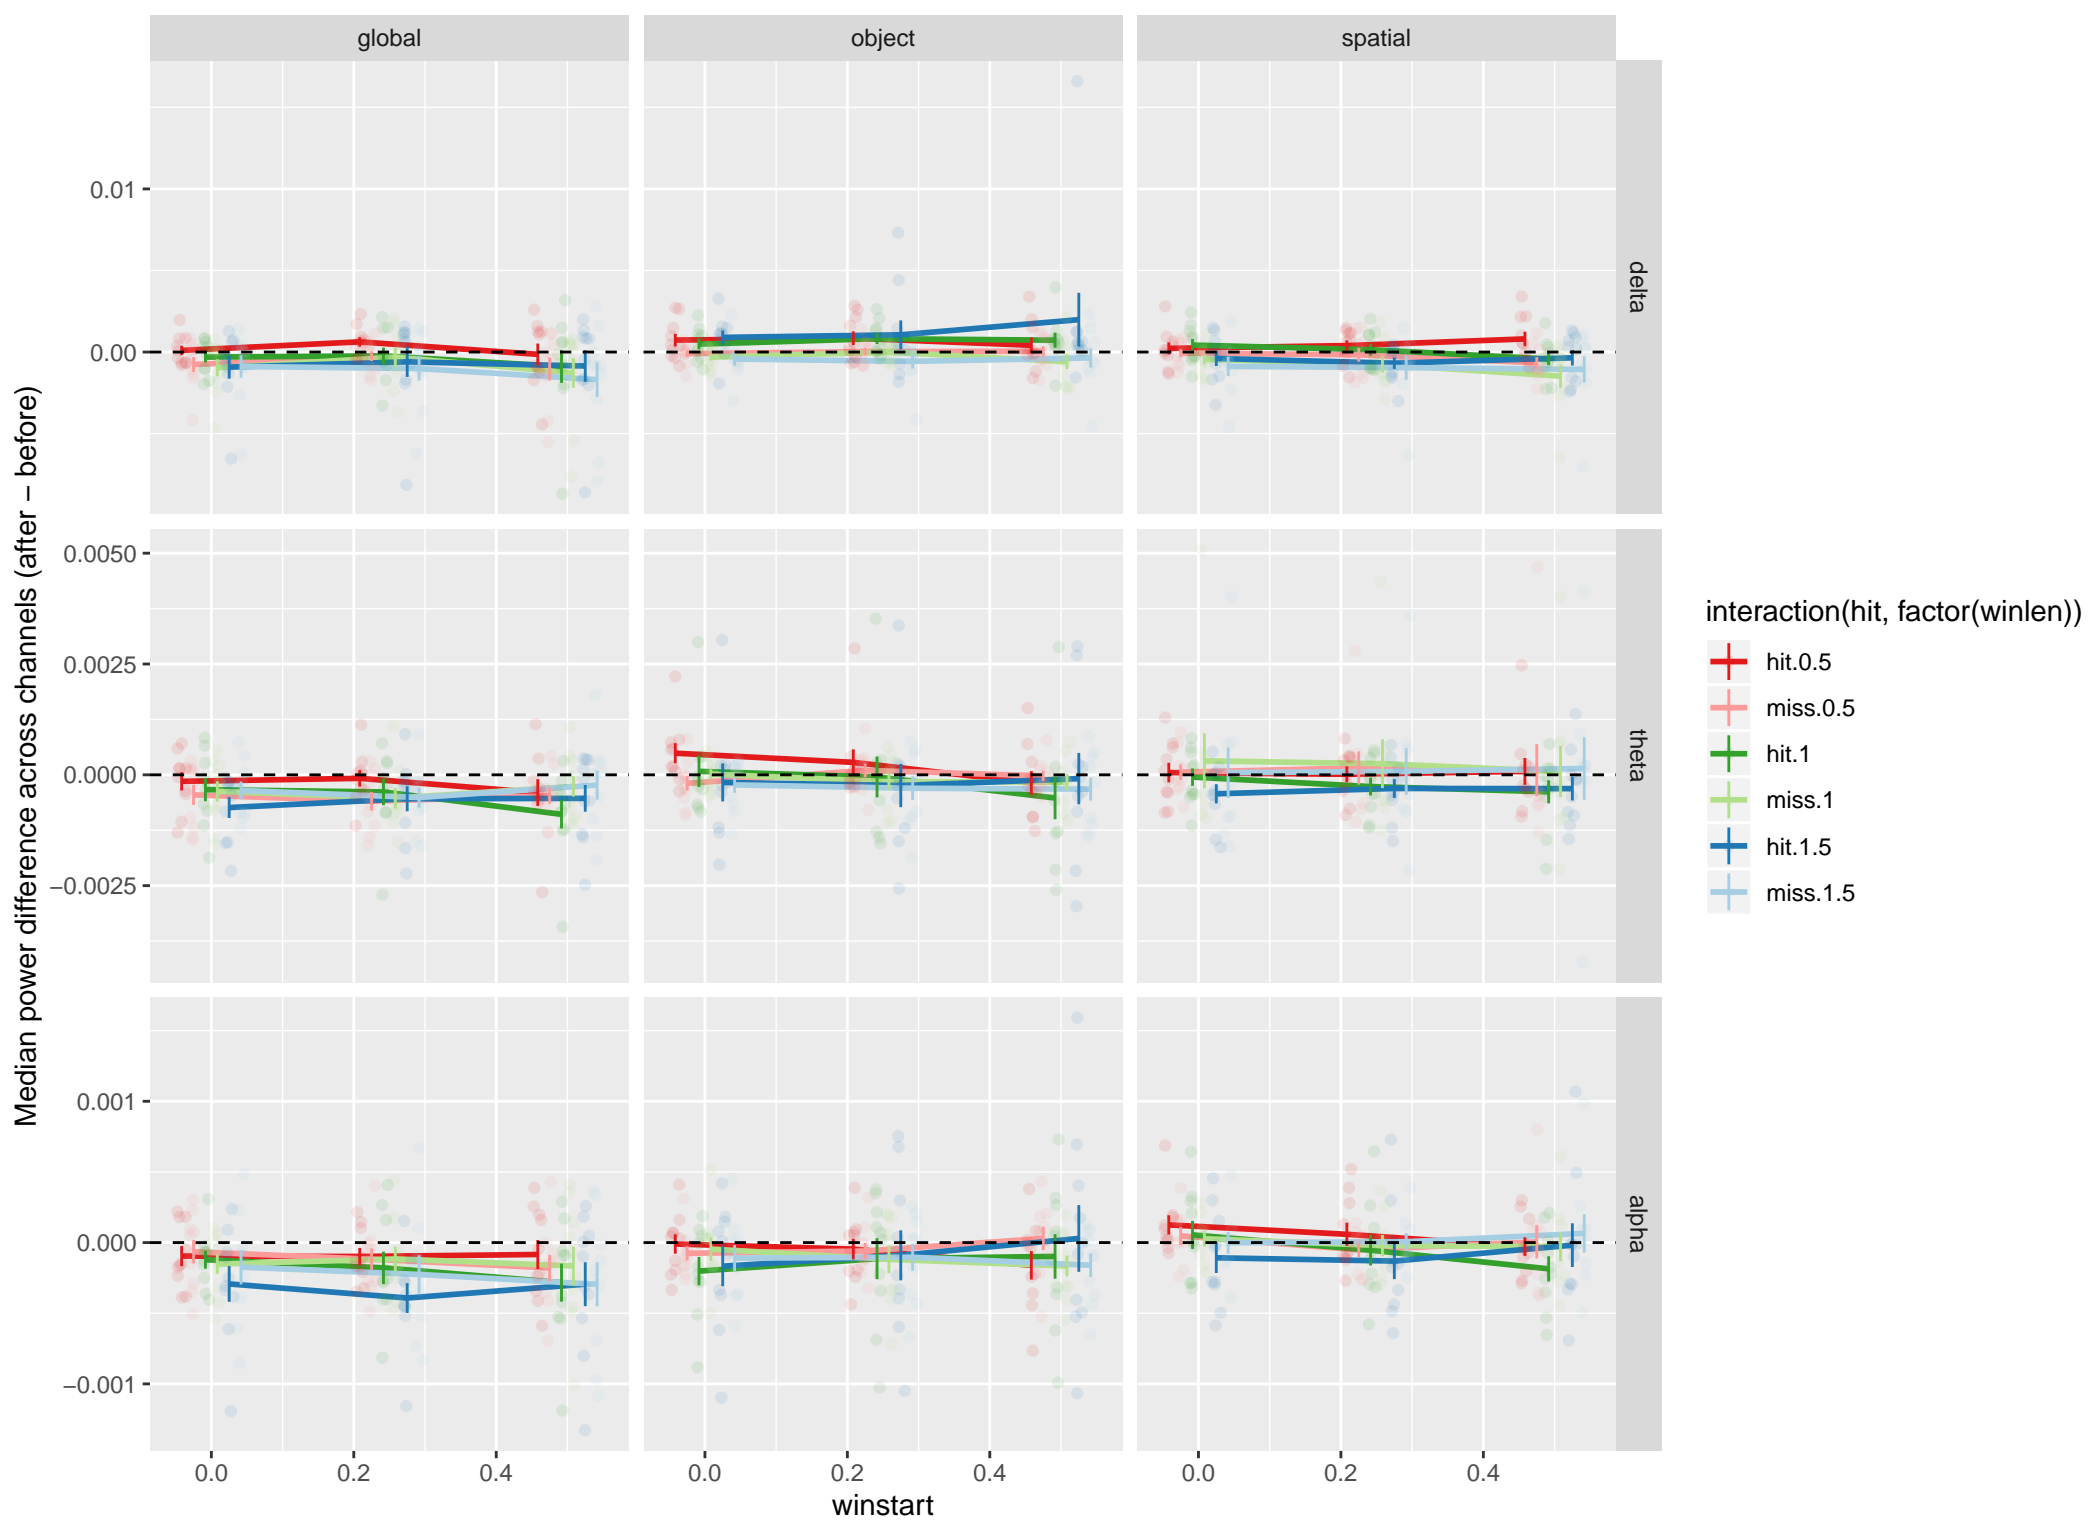 global
object
spatial
Median power difference across channels (after − before)
0.01
0.00
delta
0.0050
0.0025
0.0000
−0.0025
theta
0.001
0.000
−0.001
alpha
0.0 0.2 0.4
0.0 0.2 0.4
0.0 0.2 0.4
winstart
interaction(hit, factor(winlen))
hit.0.5
miss.0.5
hit.1
miss.1
hit.1.5
miss.1.5